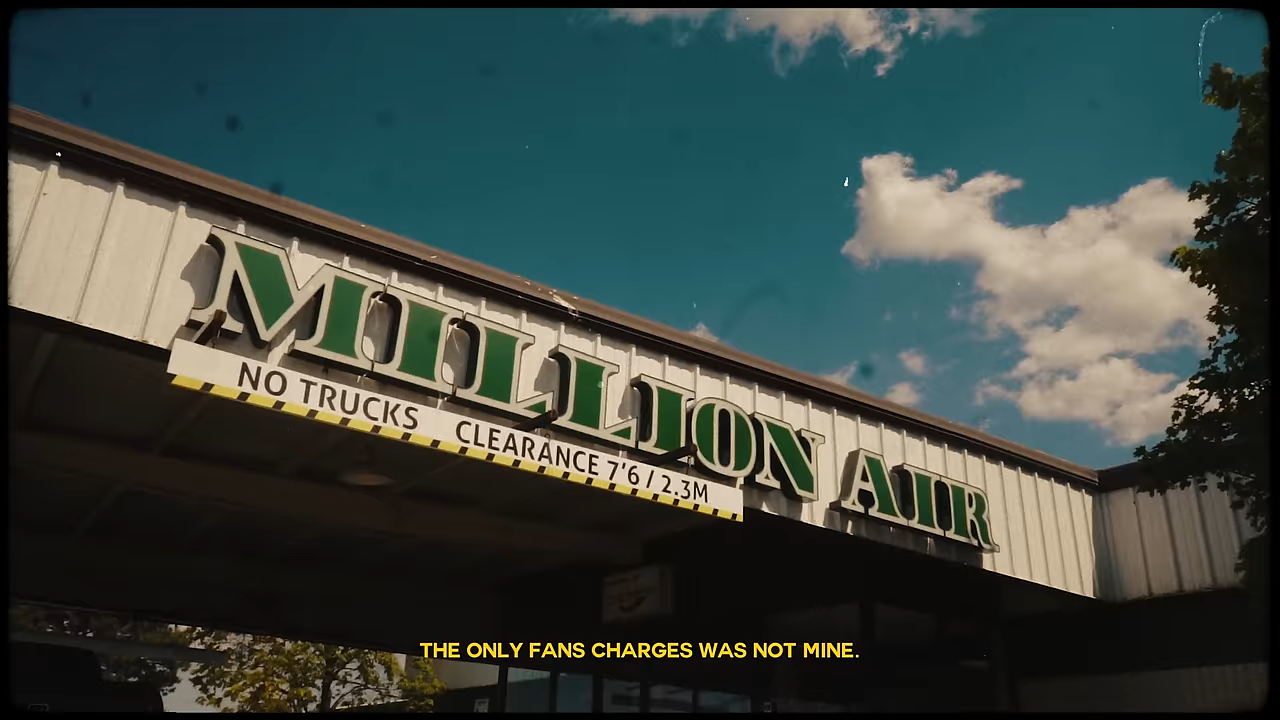 MILLION AIR
NO TRUCKS CLEARANCE 7'6 / 2.3M
THE ONLY FANS CHARGES WAS NOT MINE.